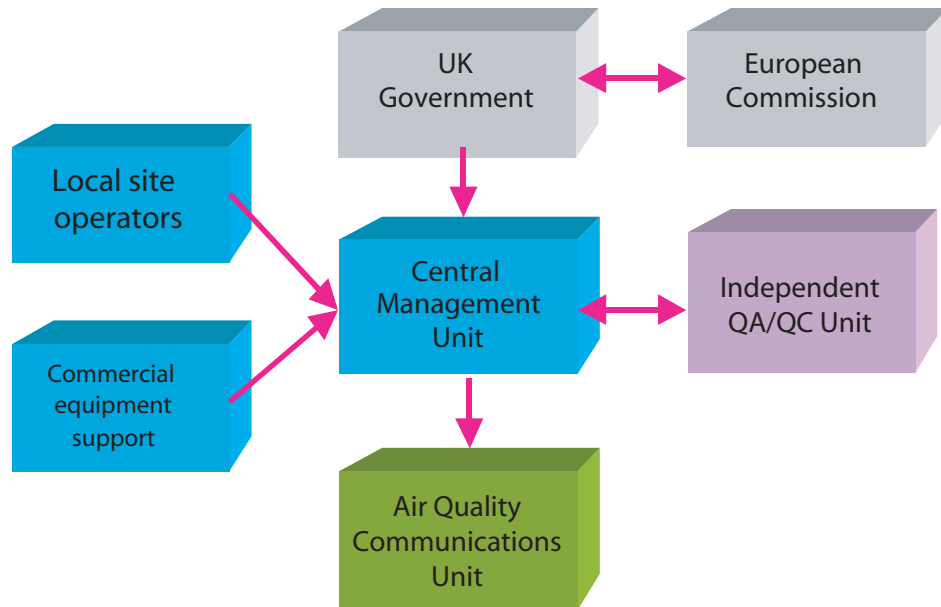 UK
Government
European
Commission
Local site
operators
Central
Management
Unit
Independent
QA/QC Unit
Commercial
equipment
support
Air Quality
Communications
Unit